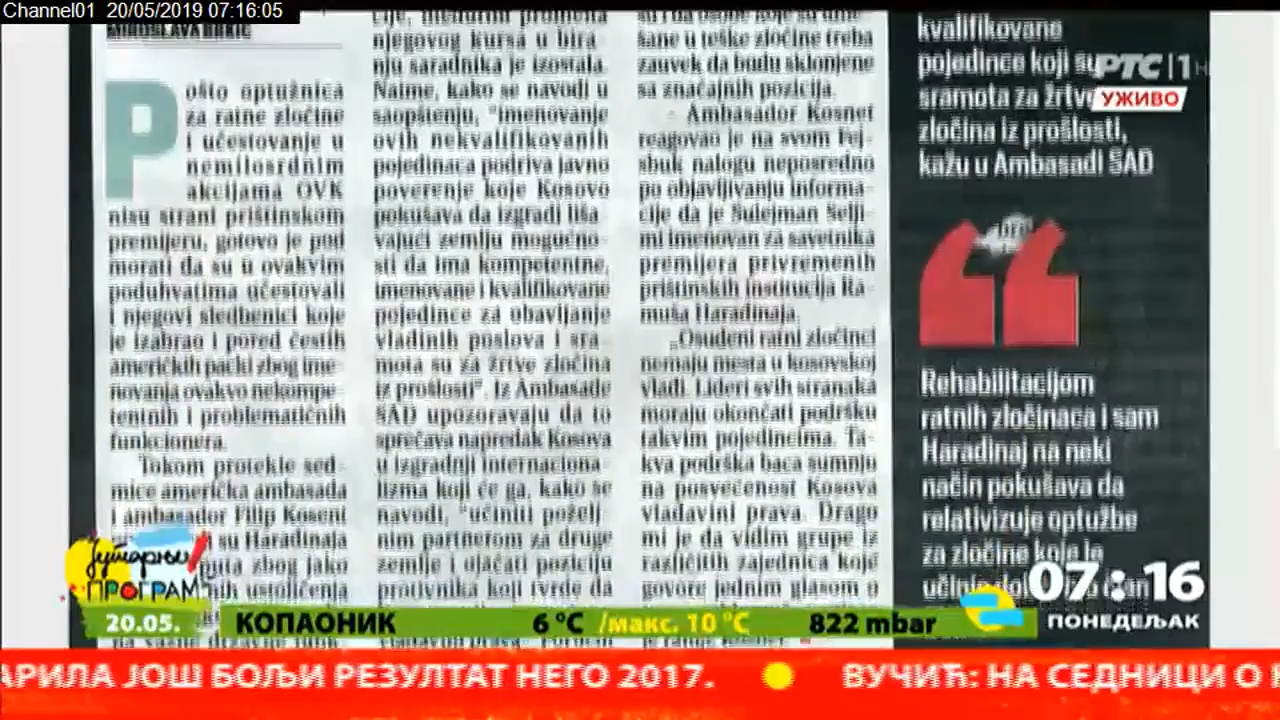 Channel01 20/05/2019 07:16:05
njegovog kursa u bira-
nju saradnika je izostala.
Naime, kako se navodi u
saopštenju, "imenovanje
ovih nekvalifikovanih
pojedinaca podriva javno
poverenje koje Kosovo
pokušava da izgradi liša-
vajući zemlju mogućno-
sti da ima kompetentne,
imenovane i kvalifikovane
pojedince za obavljanje
vladinih poslova i sra-
mota su za žrtve zločina
iz prošlosti". Iz Ambasade
SAD upozoravaju da to
sprečava napredak Kosova
u izgradnji internaciona-
lizma koji će ga, kako se
navodi, "učiniti poželj-
nim partnerom za druge
zemlje i ojačati poziciju
protivnika koji tvrde da
Pošto optužnica
za ratne zločine
i učestovanje u
nemilosrdnim
akcijama OVK
nisu strani prištinskom
premijeru, gotovo je pod
morati da su u ovakvim
poduhvatima učestovali
i njegovi sledbenici koje
je izabrao i pored čestih
američkih packi zbog ime-
novanja ovakvo nekompe-
tentnih i problematičnih
funkcionera.
Tokom protekle sed-
mice američka ambasada
i ambasador Filip Kosent
su Haradinaja
zbog jako
šane u teške zločine treba
zauvek da budu sklonjene
sa značajnih pozicija.
Ambasador Kosnet
reagovao je na svom Fej-
sbuk nalogu neposredno
po objavljivanju informa-
cije da je Sulejman Selji-
mi imenovan za savetnika
premijera privremenih
prištinskih institucija Ra-
muša Haradinaja.
„Osuđeni ratni zločinci
nemaju mesta u kosovskoj
vladi. Lideri svih stranaka
moraju okončati podršku
takvim pojedincima. Ta-
kva podrška baca sumnju
na posvećenost Kosova
vladavini prava. Drago
mi je da vidim grupe iz
različitih zajednica koje
govore jednim glasom o
kvalifikovane
pojedince koji su
sramota za žrtve
zločina iz prošlosti,
kažu u Ambasadi SAD
РТС|1
УЖИВО
Rehabilitacijom
ratnih zločinaca i sam
Haradinaj na neki
način pokušava da
relativizuje optužbe
za zločine koje je
Јутарњи
ПРОГРАМ
20.05. КОПАОНИК 6 °C /макс. 10 °C 822 mbar
07:16
ПОНЕДЕЉАК
АРИЛА ЈОШ БОЉИ РЕЗУЛТАТ НЕГО 2017. ВУЧИЋ: НА СЕДНИЦИ О